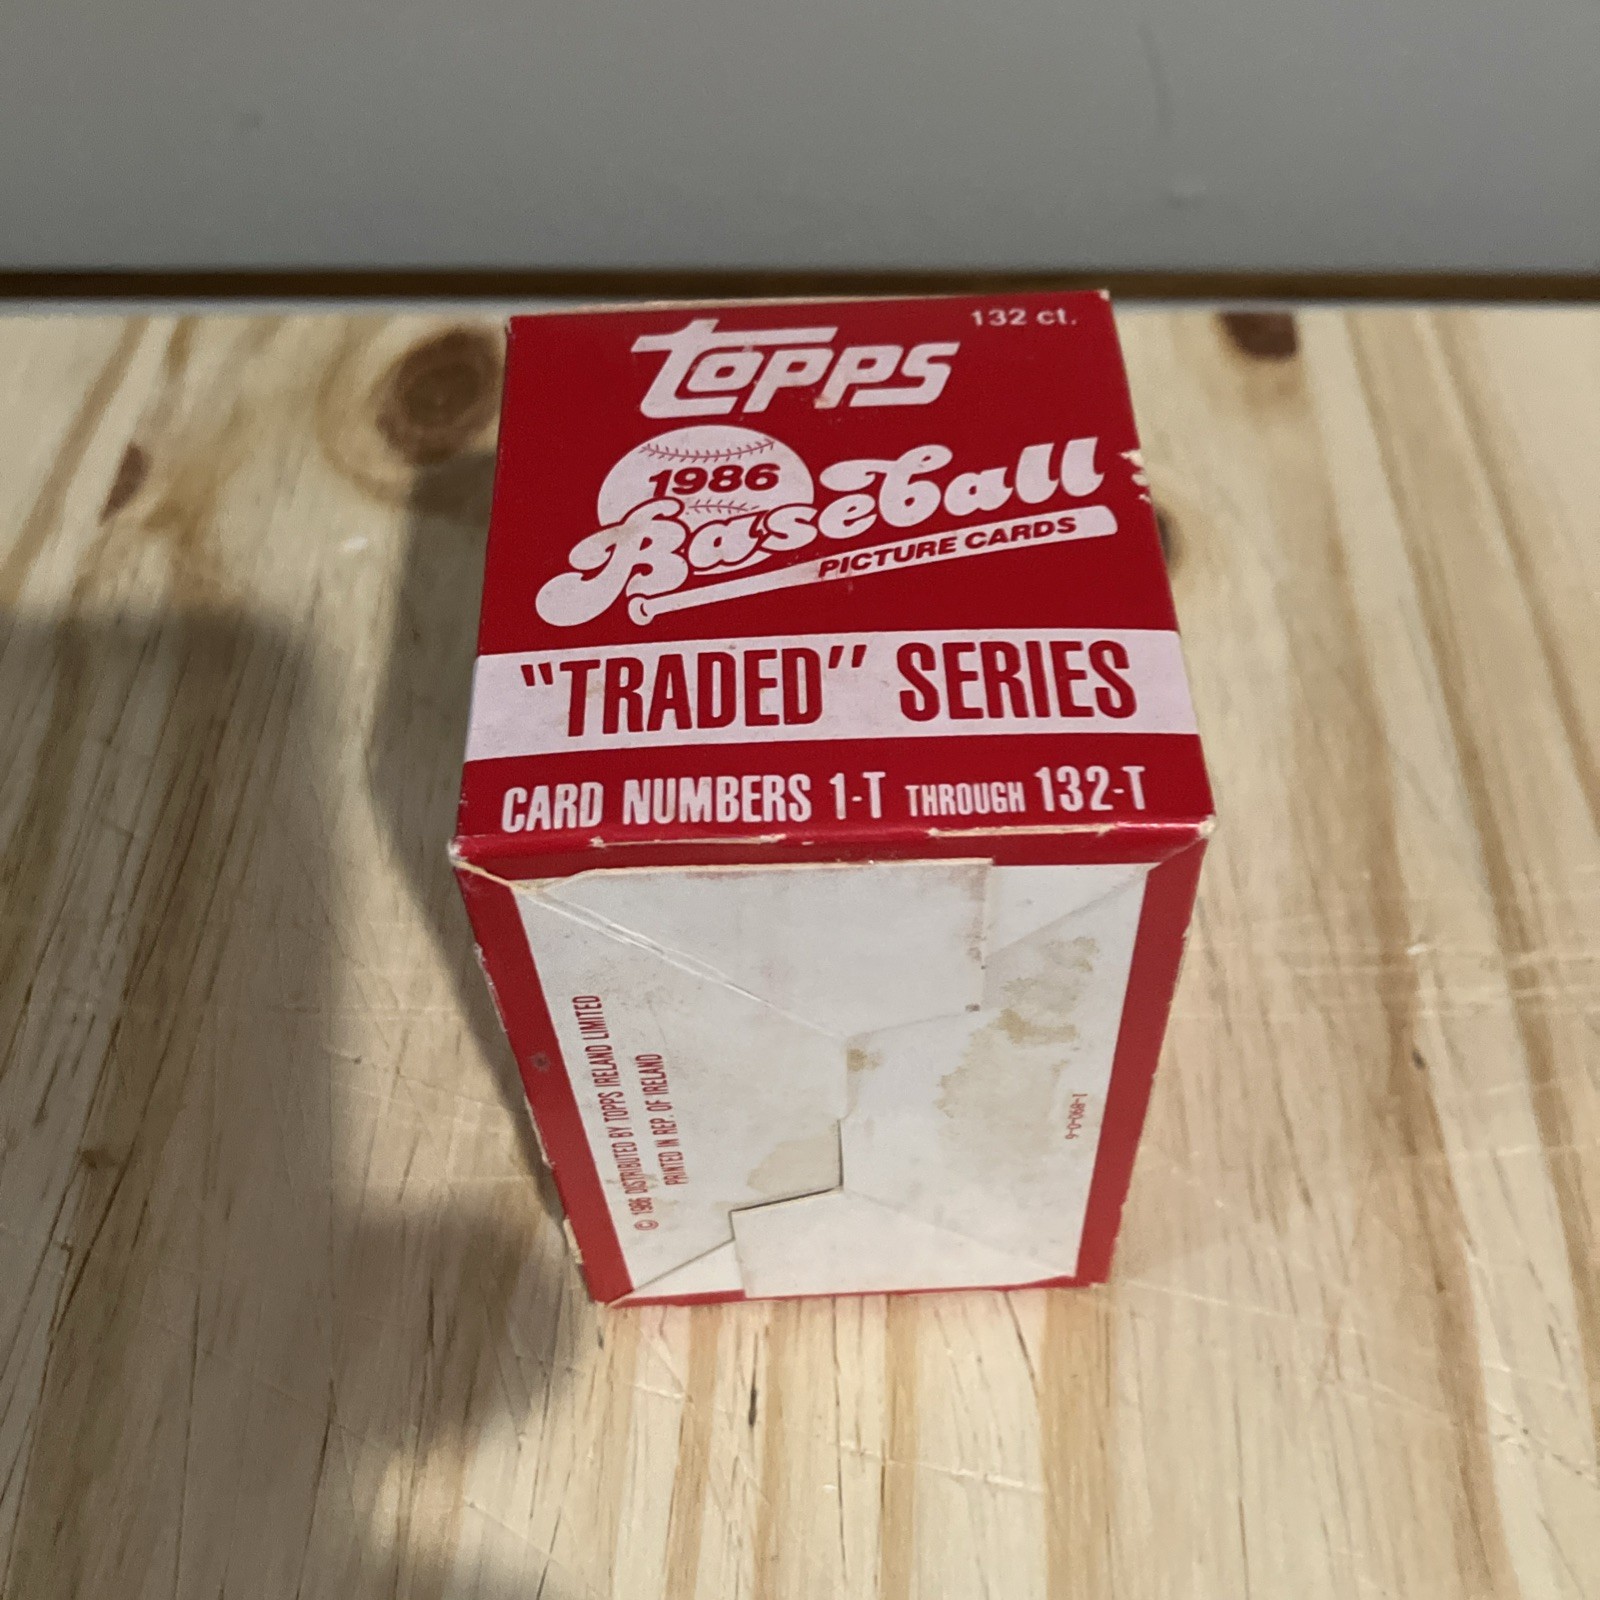 132 ct.
Topps
1986
Baseball
PICTURE CARDS
"TRADED" SERIES
CARD NUMBERS 1-T THROUGH 132-T
© 1986 DISTRIBUTED BY TOPPS IRELAND LIMITED
PRINTED IN REP. OF IRELAND